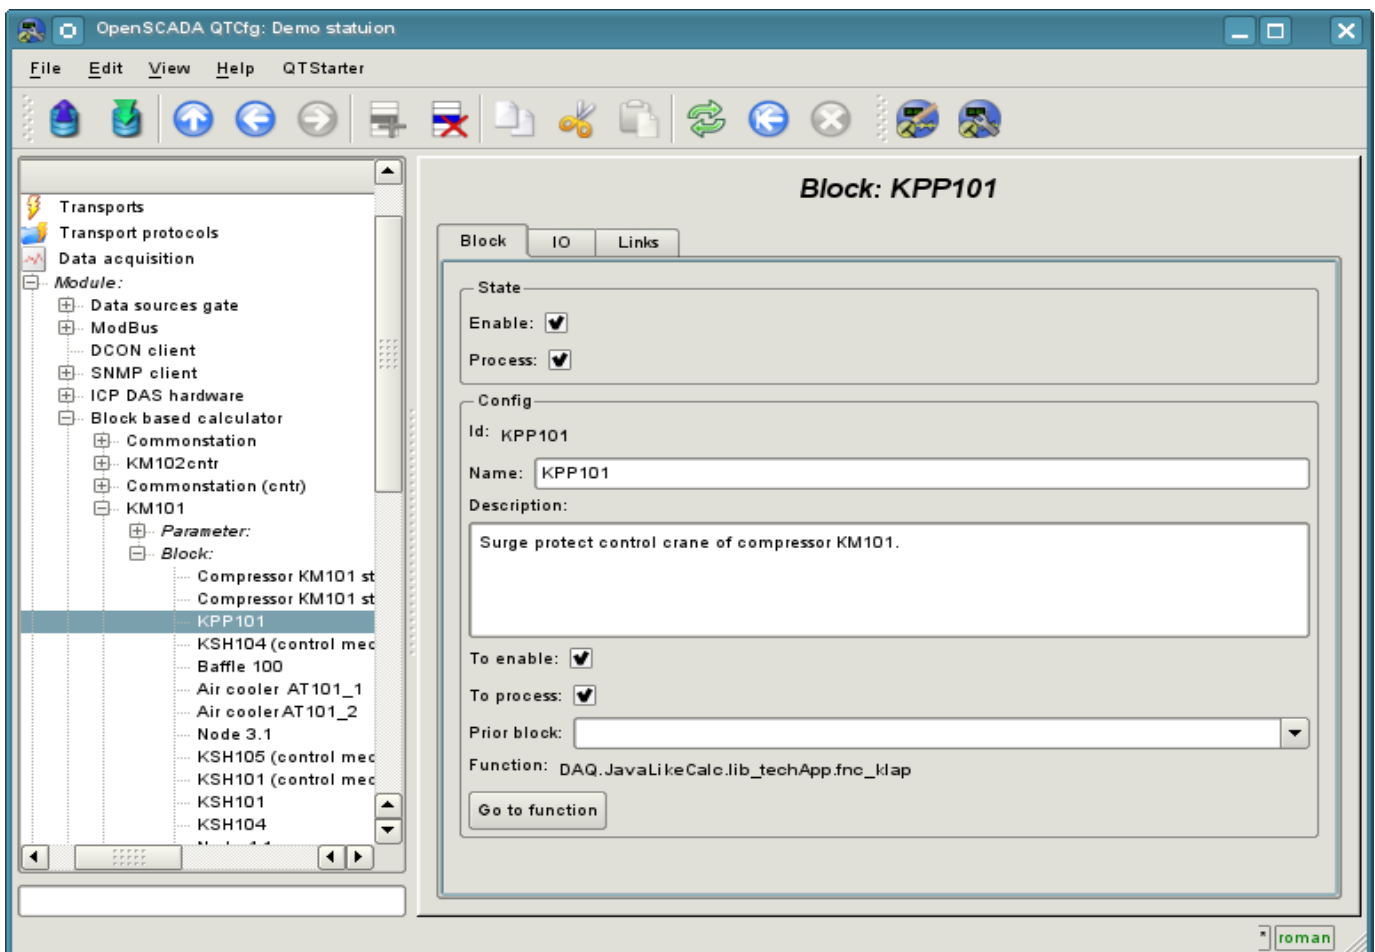 OpenSCADA QTCfg: Demo statuion
File Edit View Help QTStarter
Transports
Transport protocols
Data acquisition
Module:
Data sources gate
ModBus
DCON client
SNMP client
ICP DAS hardware
Block based calculator
Commonstation
KM102cntr
Commonstation (cntr)
KM101
Parameter:
Block:
Compressor KM101 st
Compressor KM101 st
KPP101
KSH104 (control mec
Baffle 100
Air cooler AT101_1
Air cooler AT101_2
Node 3.1
KSH105 (control mec
KSH101 (control mec
KSH101
KSH104
Block: KPP101
Block IO Links
State
Enable:
Process:
Config
Id: KPP101
Name: KPP101
Description:
Surge protect control crane of compressor KM101.
To enable:
To process:
Prior block:
Function: DAQ.JavaLikeCalc.lib_techApp.fnc_klap
Go to function
* roman